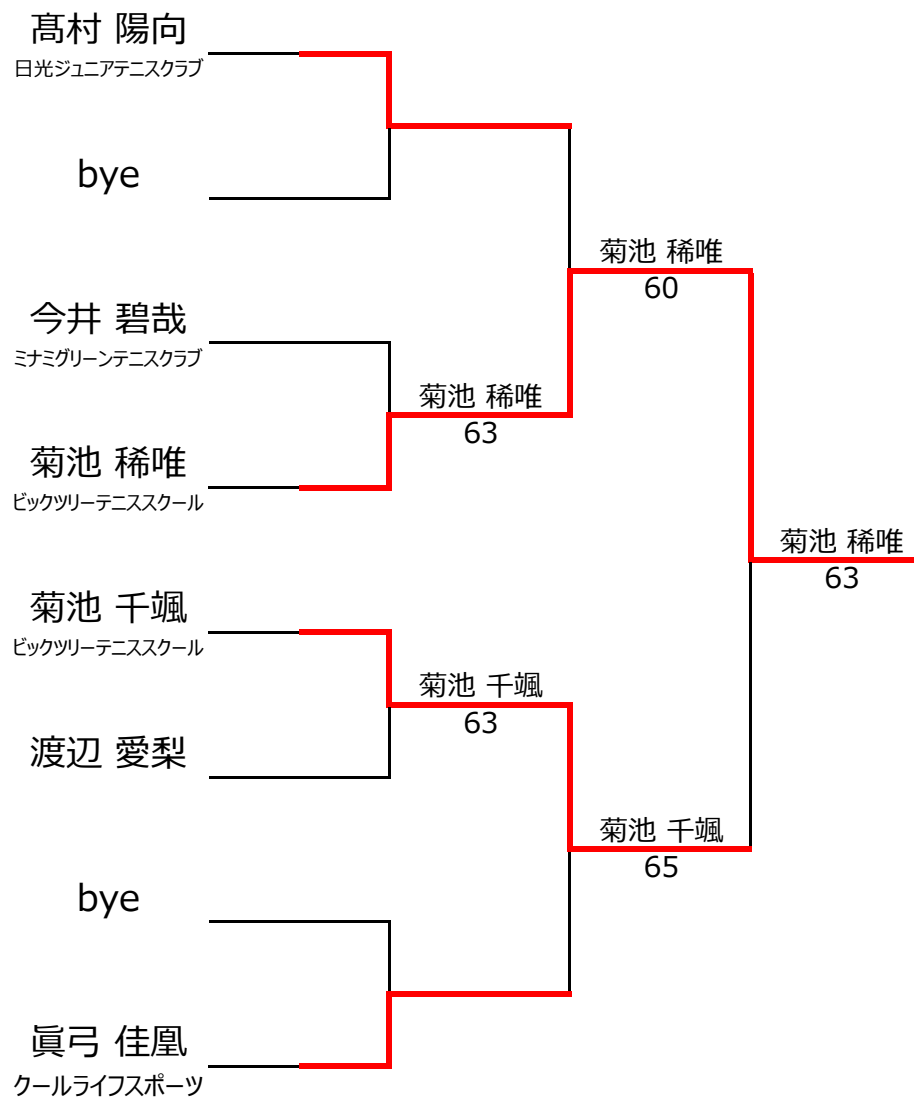 髙村 陽向
日光ジュニアテニスクラブ
bye
今井 碧哉
ミナミグリーンテニスクラブ
菊池 稀唯
ビックツリーテニススクール
菊池 千颯
ビックツリーテニススクール
渡辺 愛梨
bye
眞弓 佳凰
クールライフスポーツ
菊池 稀唯
63
菊池 千颯
63
菊池 稀唯
60
菊池 千颯
65
菊池 稀唯
63